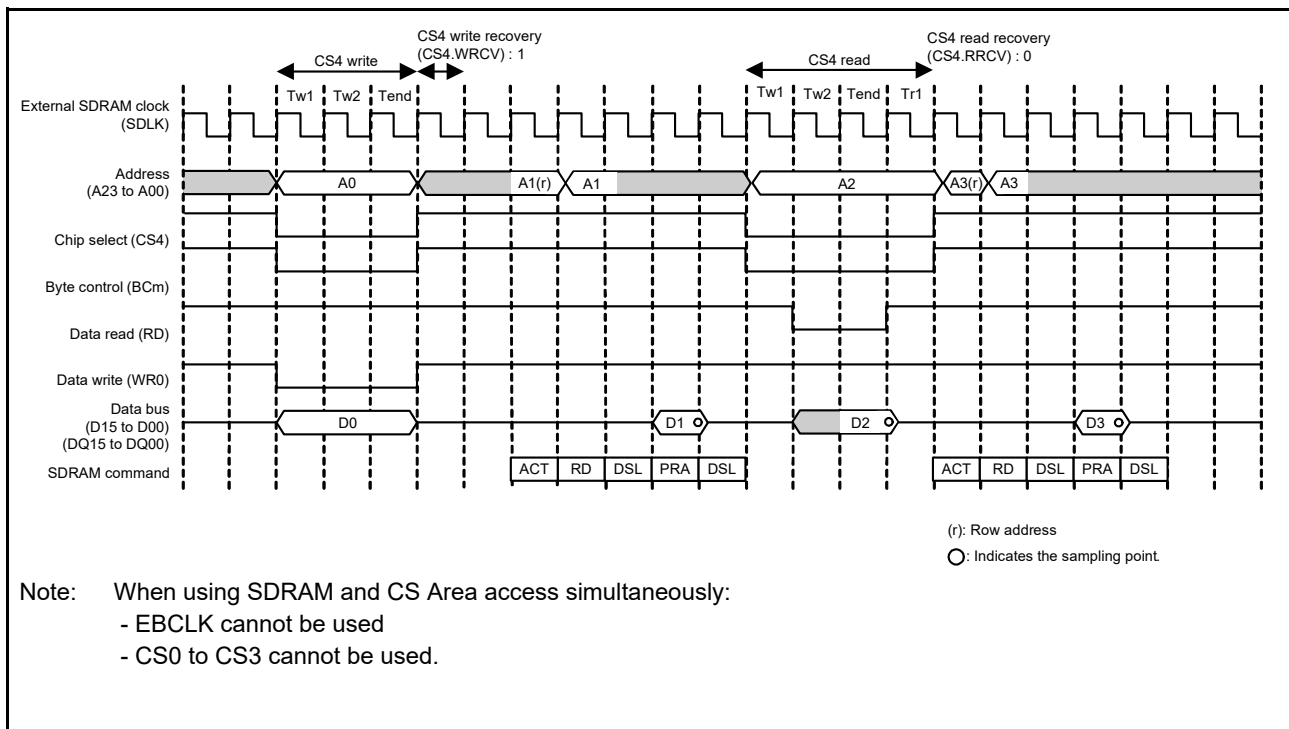 CS4 write recovery
(CS4.WRCV) : 1
CS4 read recovery
(CS4.RRCV) : 0
CS4 write
CS4 read
Tw1 Tw2 Tend
Tw1 Tw2 Tend Tr1
External SDRAM clock
(SDLK)
Address
(A23 to A00)
A0 A1(r) A1 A2 A3(r) A3
Chip select (CS4)
Byte control (BCm)
Data read (RD)
Data write (WR0)
Data bus
(D15 to D00)
(DQ15 to DQ00)
D0 D1 D2 D3
SDRAM command
ACT RD DSL PRA DSL ACT RD DSL PRA DSL
(r): Row address
: Indicates the sampling point.
Note: When using SDRAM and CS Area access simultaneously:
- EBCLK cannot be used
- CS0 to CS3 cannot be used.